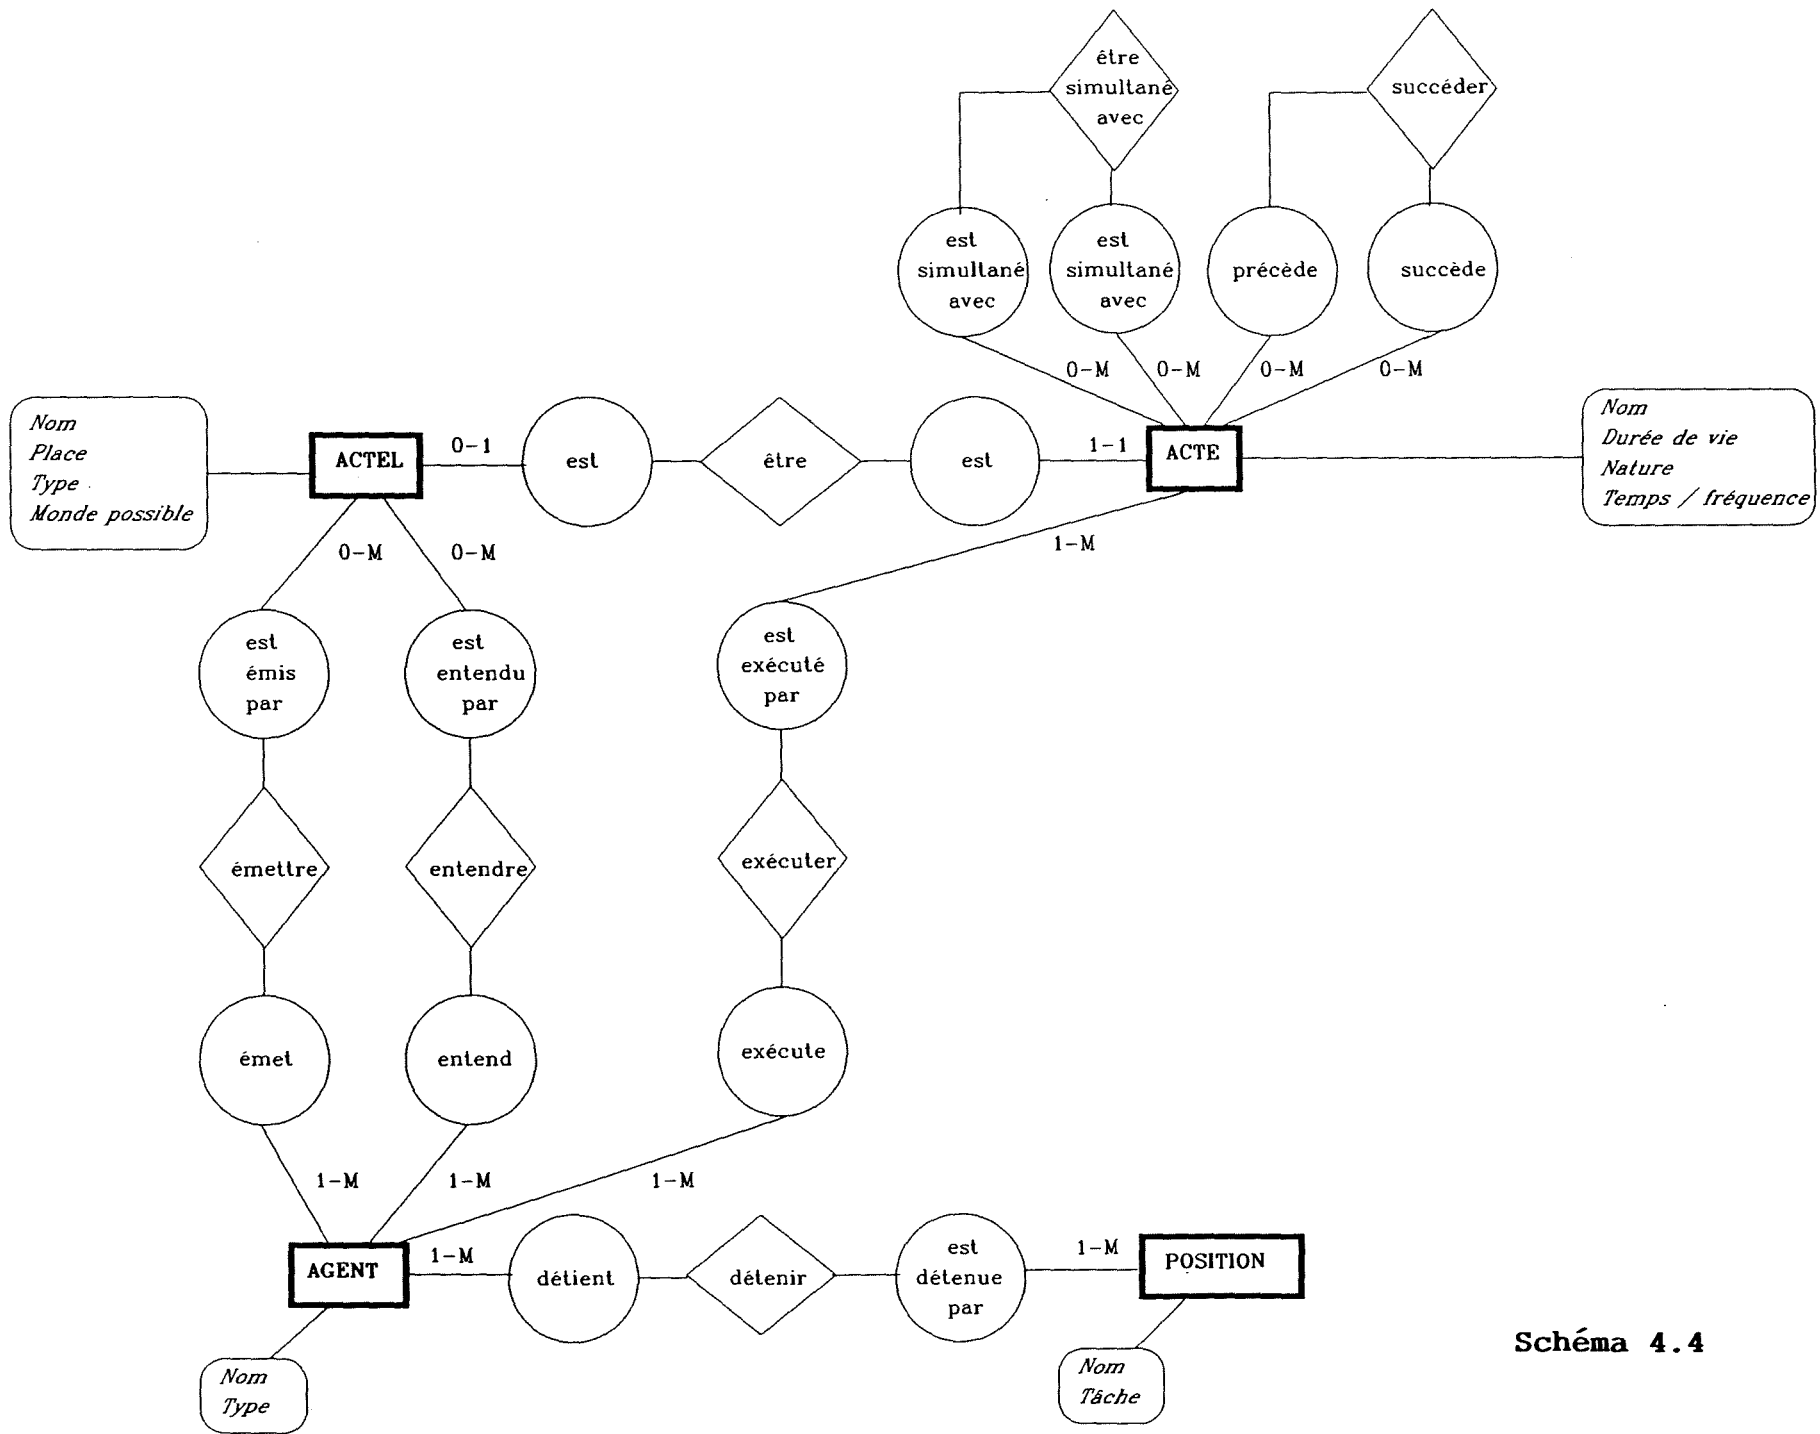 être
simultané
avec
succéder
est
simultané
avec
est
simultané
avec
précède
succède
0-M
0-M
0-M
0-M
Nom
Place
Type
Monde possible
ACTEL
0-1
est
être
est
1-1
ACTE
Nom
Durée de vie
Nature
Temps / fréquence
0-M
0-M
1-M
est
émis
par
est
entendu
par
est
exécuté
par
émettre
entendre
exécuter
émet
entend
exécute
1-M
1-M
1-M
AGENT
1-M
détient
détenir
est
détenue
par
1-M
POSITION
Nom
Type
Nom
Tâche
Schéma 4.4